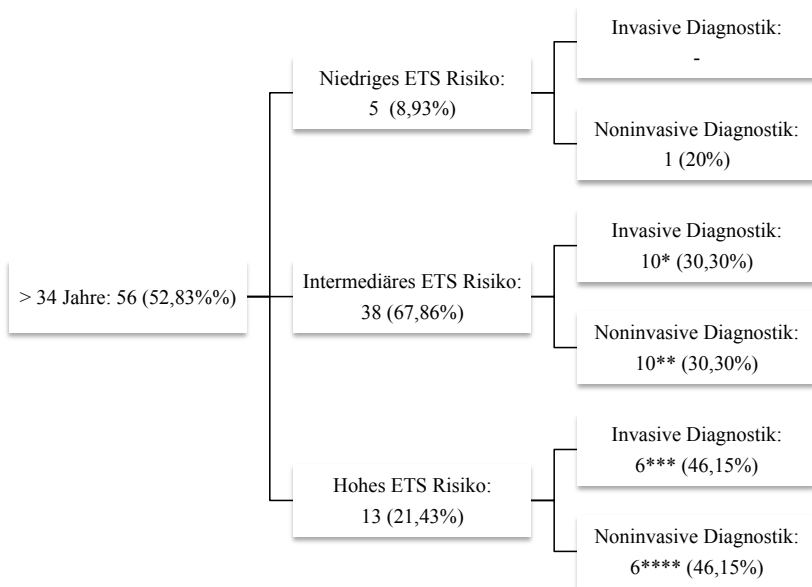 > 34 Jahre: 56 (52,83%%)
Niedriges ETS Risiko:
5 (8,93%)
Invasive Diagnostik:
-
Noninvasive Diagnostik:
1 (20%)
Intermediäres ETS Risiko:
38 (67,86%)
Invasive Diagnostik:
10* (30,30%)
Noninvasive Diagnostik:
10** (30,30%)
Hohes ETS Risiko:
13 (21,43%)
Invasive Diagnostik:
6*** (46,15%)
Noninvasive Diagnostik:
6**** (46,15%)